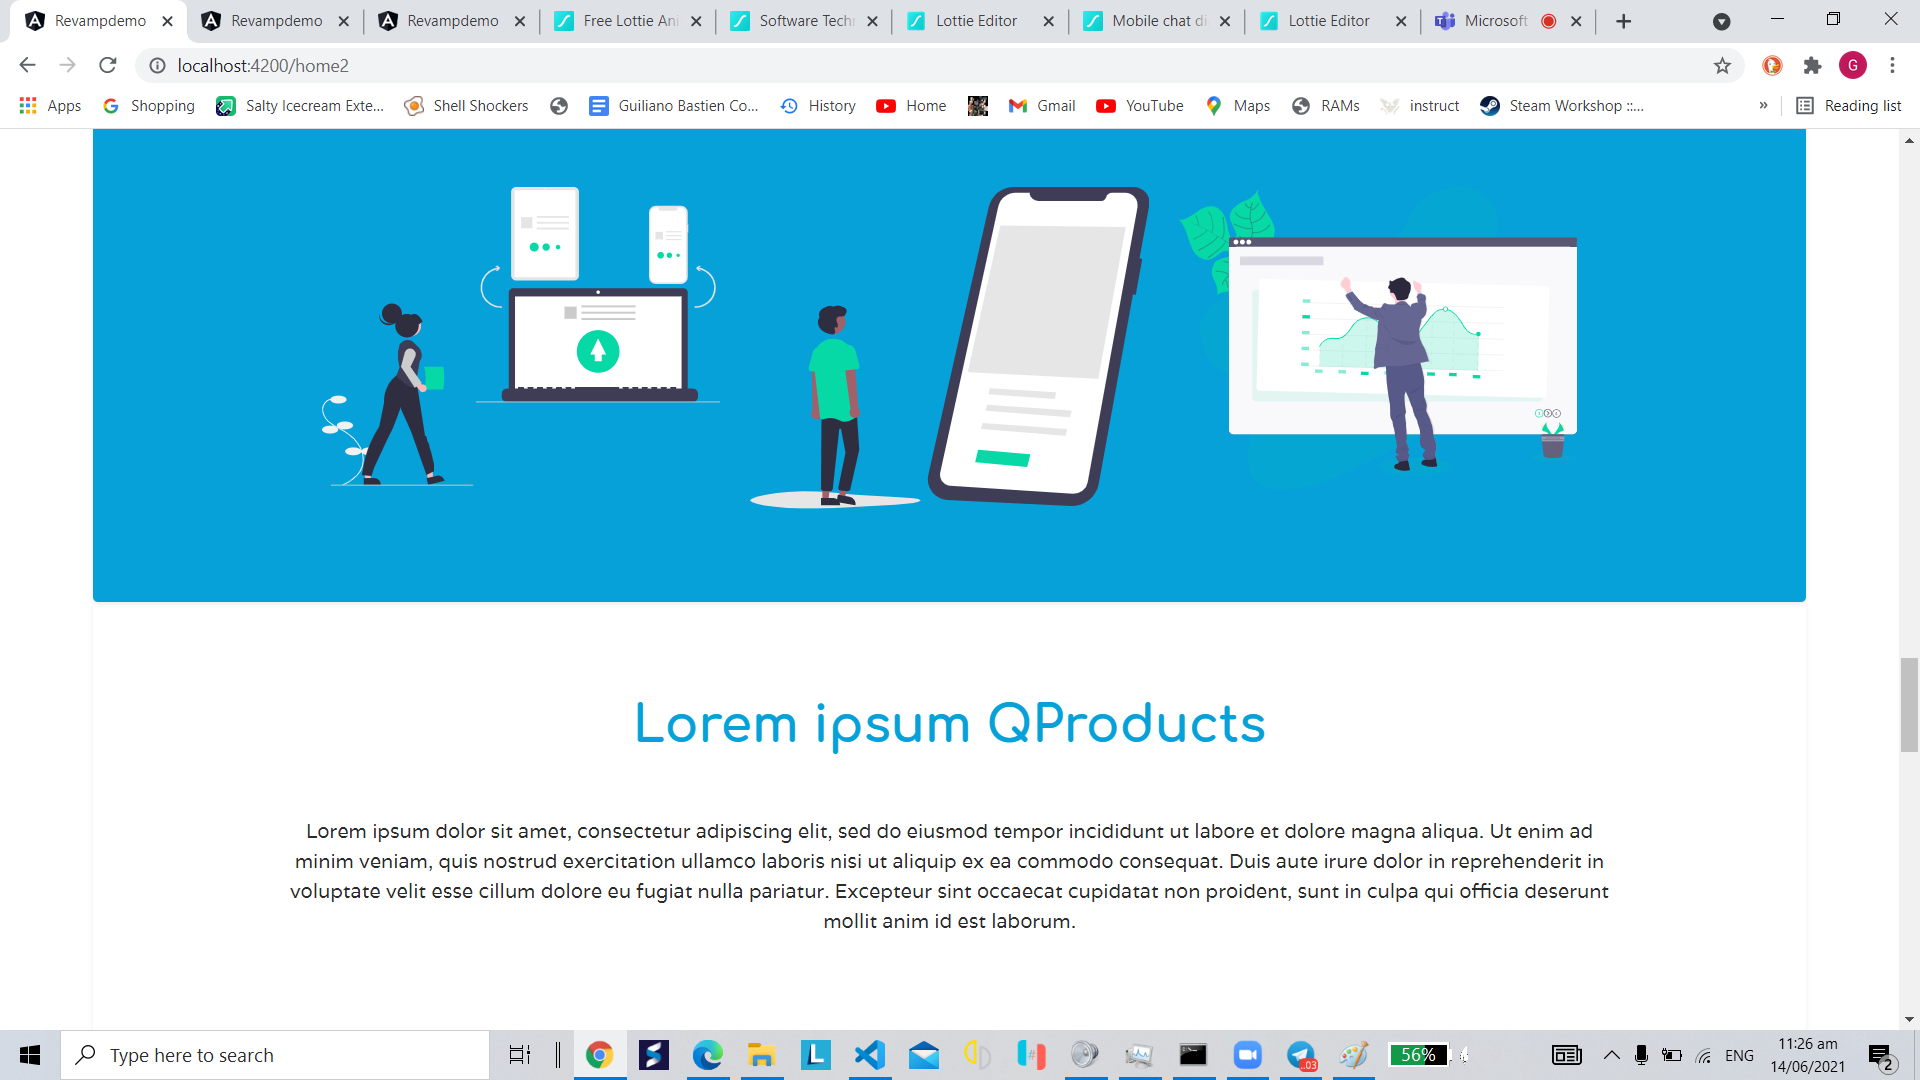 Revampdemo
Revampdemo
Revampdemo
Free Lottie Ani
Software Techn
Lottie Editor
Mobile chat di
Lottie Editor
Microsoft
localhost:4200/home2
G
Apps
Shopping
Salty Icecream Exte...
Shell Shockers
Guiliano Bastien Co...
History
Home
Gmail
YouTube
Maps
RAMs
instruct
Steam Workshop ::...
»
Reading list
Lorem ipsum QProducts
Lorem ipsum dolor sit amet, consectetur adipiscing elit, sed do eiusmod tempor incididunt ut labore et dolore magna aliqua. Ut enim ad
minim veniam, quis nostrud exercitation ullamco laboris nisi ut aliquip ex ea commodo consequat. Duis aute irure dolor in reprehenderit in
voluptate velit esse cillum dolore eu fugiat nulla pariatur. Excepteur sint occaecat cupidatat non proident, sunt in culpa qui officia deserunt
mollit anim id est laborum.
Type here to search
56%
ENG
11:26 am
14/06/2021
2